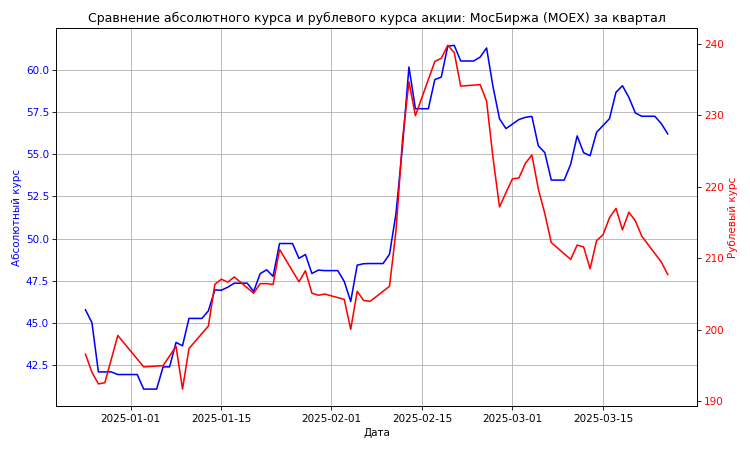 Сравнение абсолютного курса и рублевого курса акции: МосБиржа (MOEX) за квартал
Абсолютный курс
60.0
57.5
55.0
52.5
50.0
47.5
45.0
42.5
240
230
220
210
200
190
Рублевый курс
2025-01-01 2025-01-15 2025-02-01 2025-02-15 2025-03-01 2025-03-15
Дата